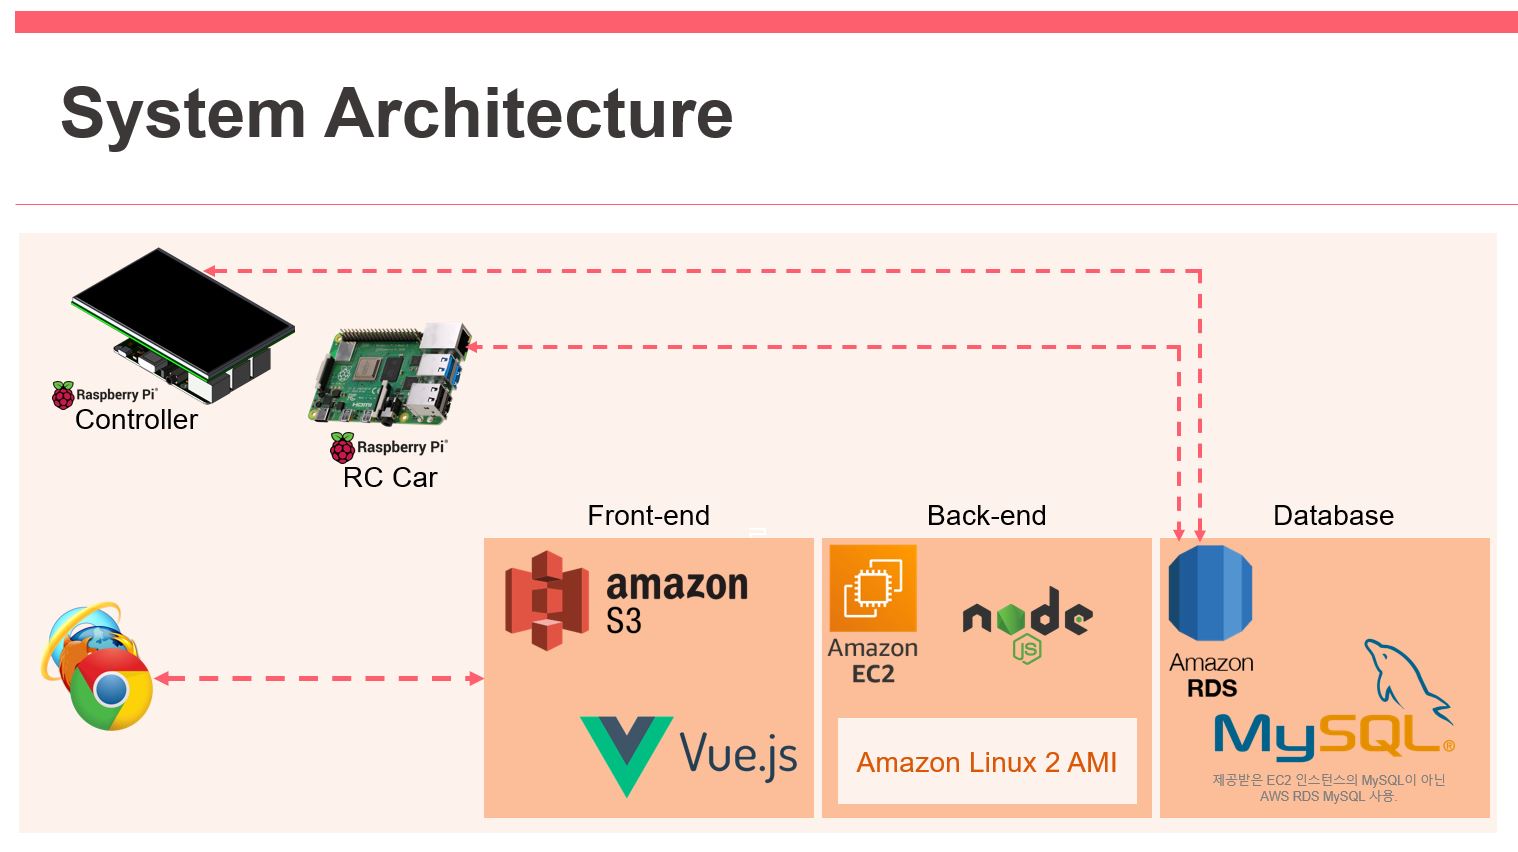 System Architecture
Raspberry Pi
Controller
Raspberry Pi
RC Car
Front-end
Back-end
Database
amazon
S3
Vue.js
Amazon
EC2
node
JS
Amazon Linux 2 AMI
Amazon
RDS
MySQL®
제공받은 EC2 인스턴스의 MySQL이 아닌
AWS RDS MySQL 사용.